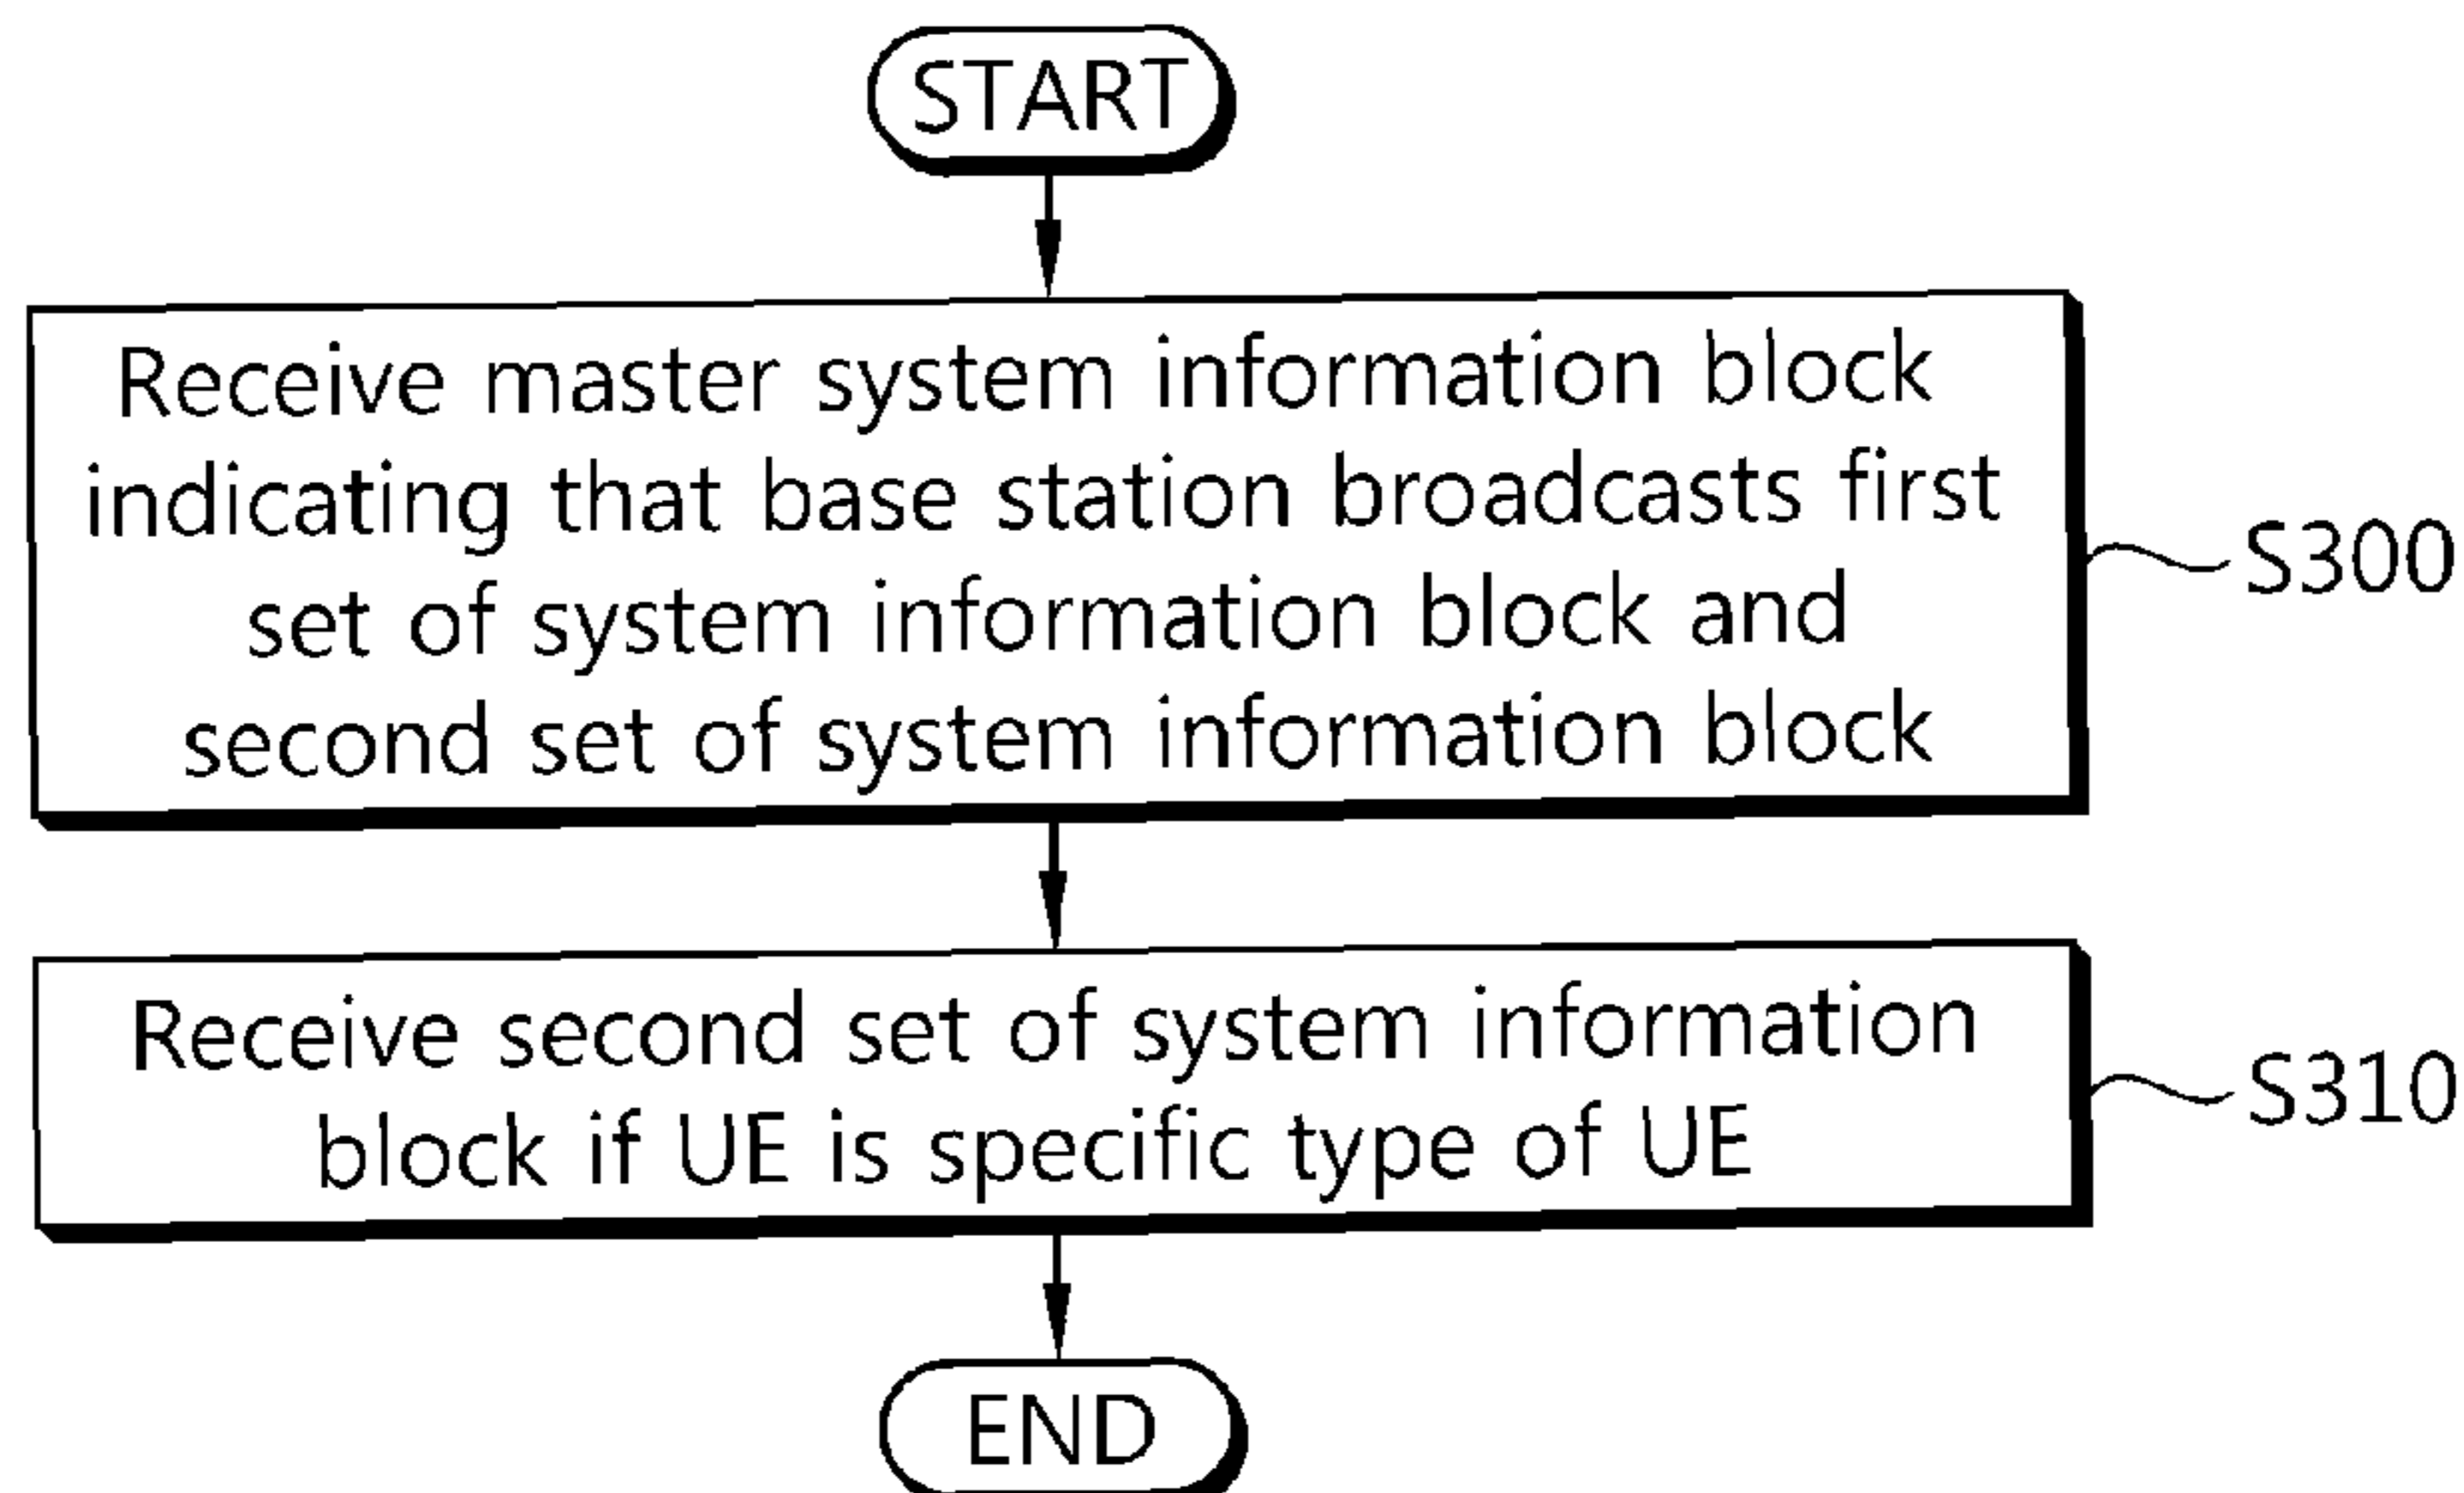 START
Receive master system information block
indicating that base station broadcasts first
set of system information block and
second set of system information block
S300
Receive second set of system information
block if UE is specific type of UE
S310
END